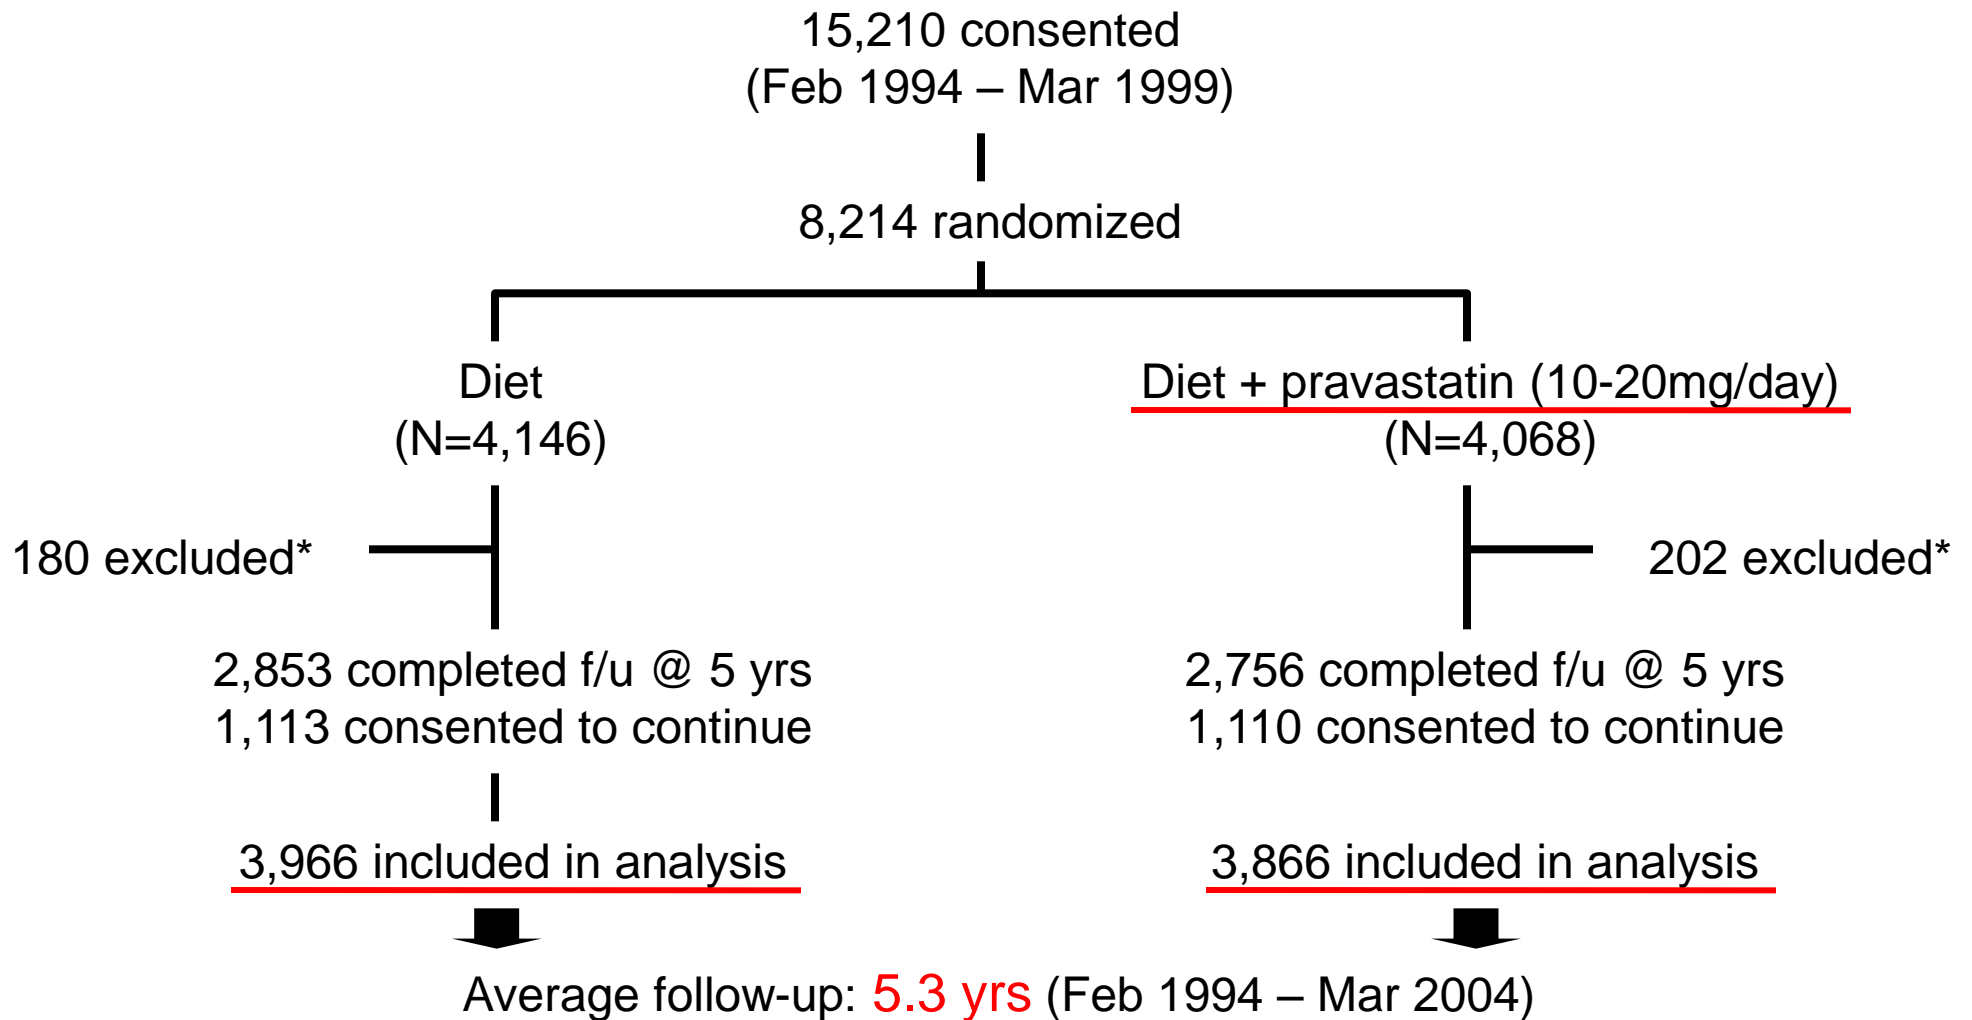 15,210 consented
(Feb 1994 – Mar 1999)
8,214 randomized
Diet
(N=4,146)
Diet + pravastatin (10-20mg/day)
(N=4,068)
180 excluded*
202 excluded*
2,853 completed f/u @ 5 yrs
1,113 consented to continue
2,756 completed f/u @ 5 yrs
1,110 consented to continue
3,966 included in analysis
3,866 included in analysis
Average follow-up: 5.3 yrs (Feb 1994 – Mar 2004)